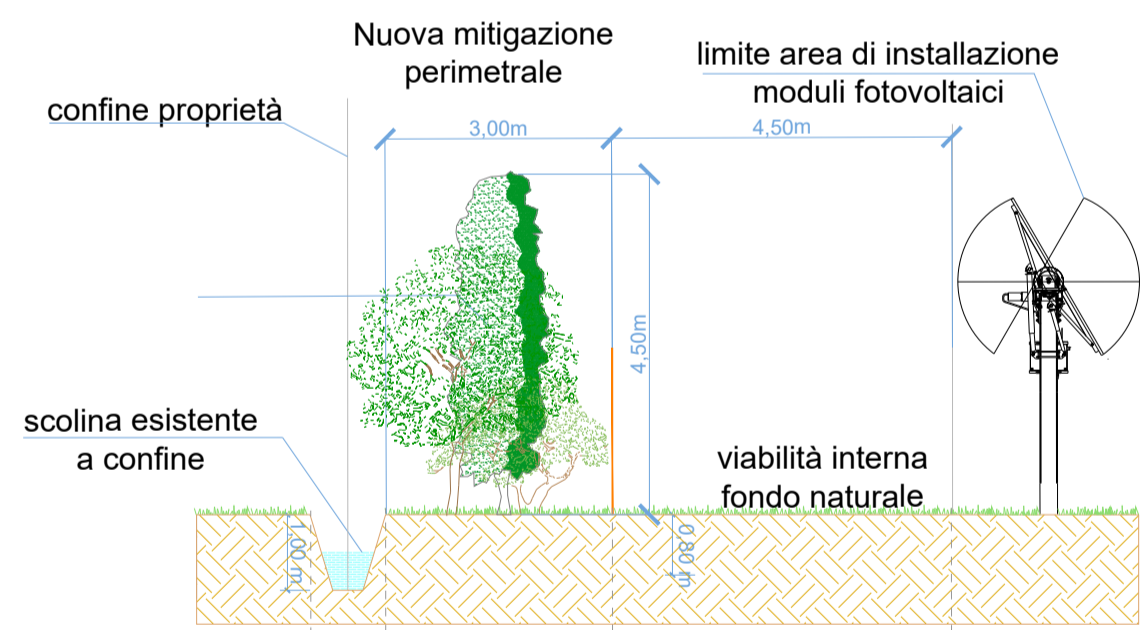 Nuova mitigazione
perimetrale
limite area di installazione
moduli fotovoltaici
confine proprietà
3,00m
4,50m
4,50m
scolina esistente
a confine
viabilità interna
fondo naturale
1,00 m
0,80 m